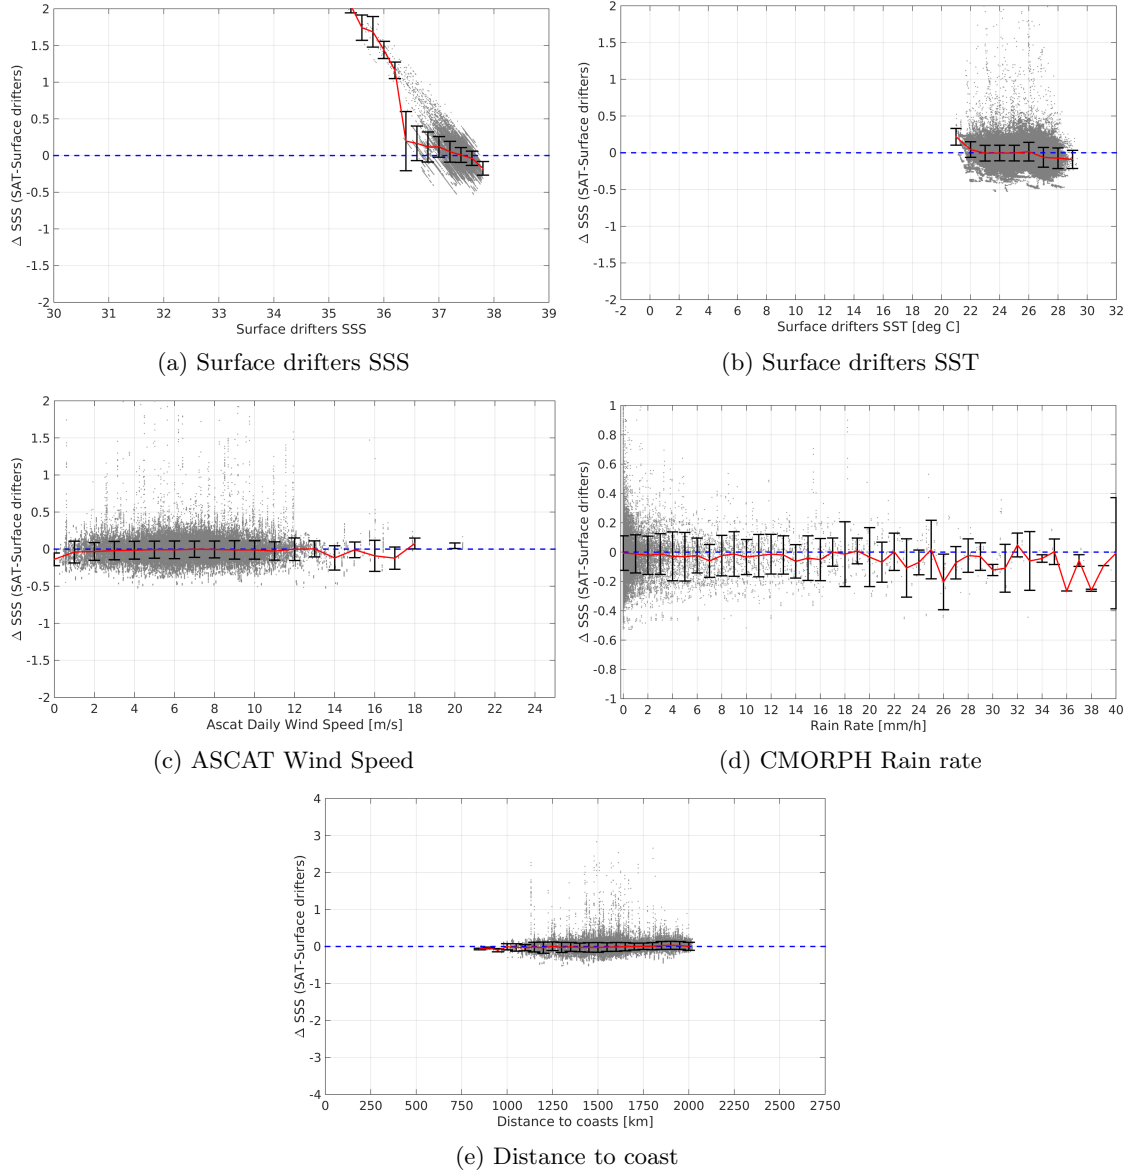 2
1.5
1
0.5
0
-0.5
-1
-1.5
-2
Δ SSS (SAT-Surface drifters)
30 31 32 33 34 35 36 37 38 39
Surface drifters SSS
(a) Surface drifters SSS
2
1.5
1
0.5
0
-0.5
-1
-1.5
-2
Δ SSS (SAT-Surface drifters)
-2 0 2 4 6 8 10 12 14 16 18 20 22 24 26 28 30 32
Surface drifters SST [deg C]
(b) Surface drifters SST
2
1.5
1
0.5
0
-0.5
-1
-1.5
-2
Δ SSS (SAT-Surface drifters)
0 2 4 6 8 10 12 14 16 18 20 22 24
Ascat Daily Wind Speed [m/s]
(c) ASCAT Wind Speed
1
0.8
0.6
0.4
0.2
0
-0.2
-0.4
-0.6
-0.8
-1
Δ SSS (SAT-Surface drifters)
0 2 4 6 8 10 12 14 16 18 20 22 24 26 28 30 32 34 36 38 40
Rain Rate [mm/h]
(d) CMORPH Rain rate
4
3
2
1
0
-1
-2
-3
-4
Δ SSS (SAT-Surface drifters)
0 250 500 750 1000 1250 1500 1750 2000 2250 2500 2750
Distance to coasts [km]
(e) Distance to coast